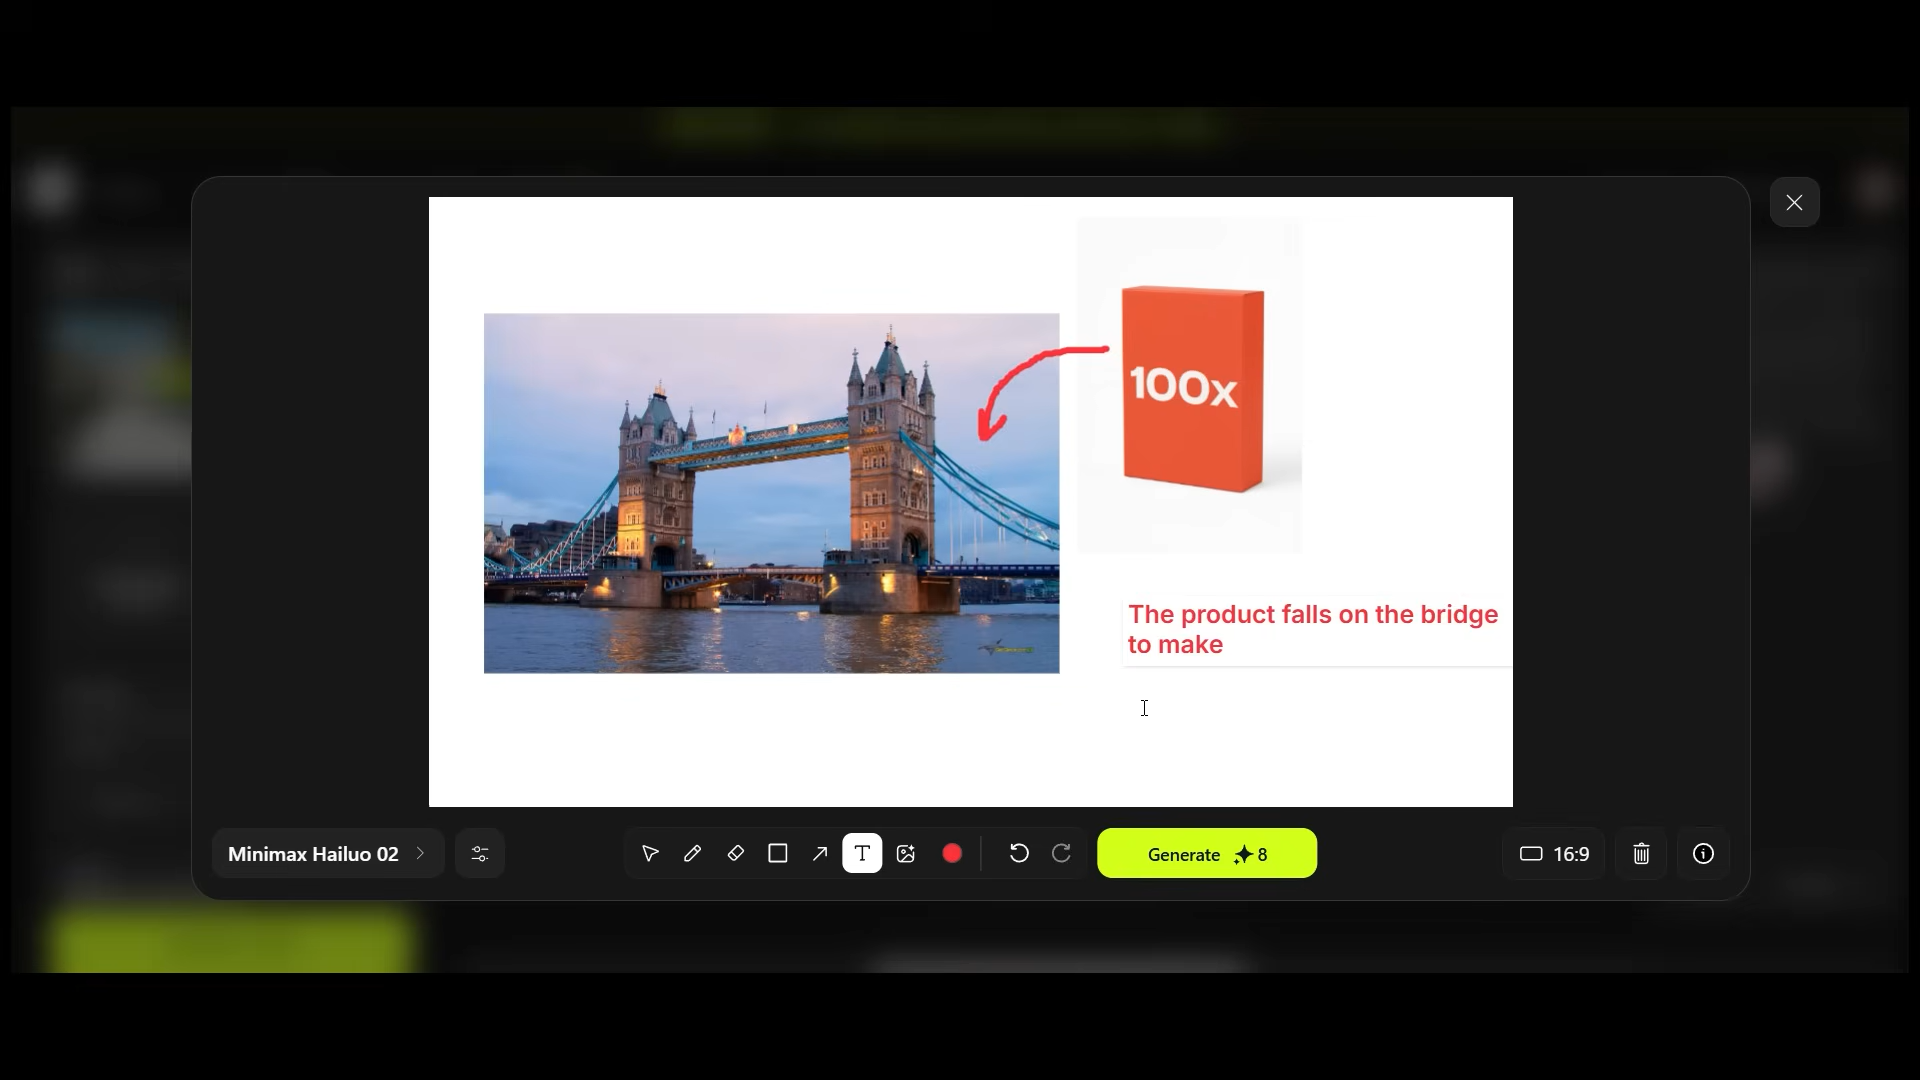 100x
The product falls on the bridge
to make
Minimax Hailuo 02
T
Generate 8
16:9